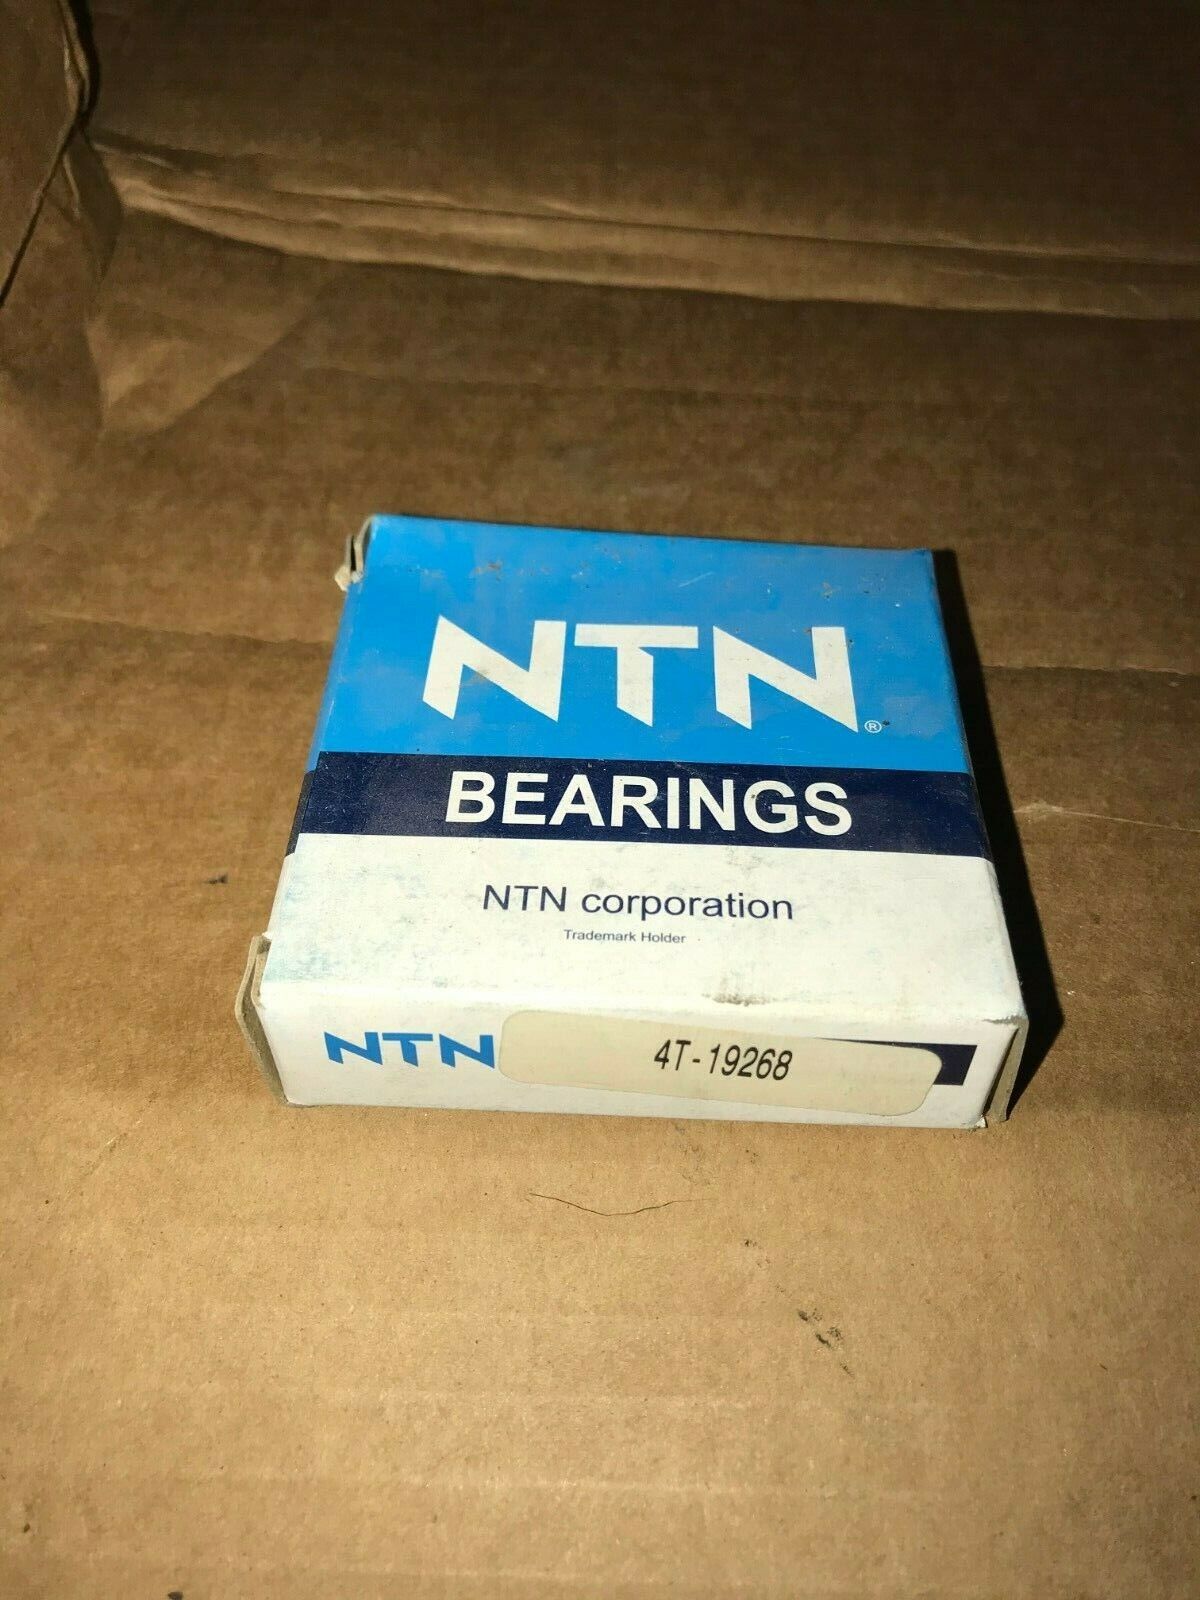 NTN®
BEARINGS
NTN corporation
Trademark Holder
NTN 4T-19268